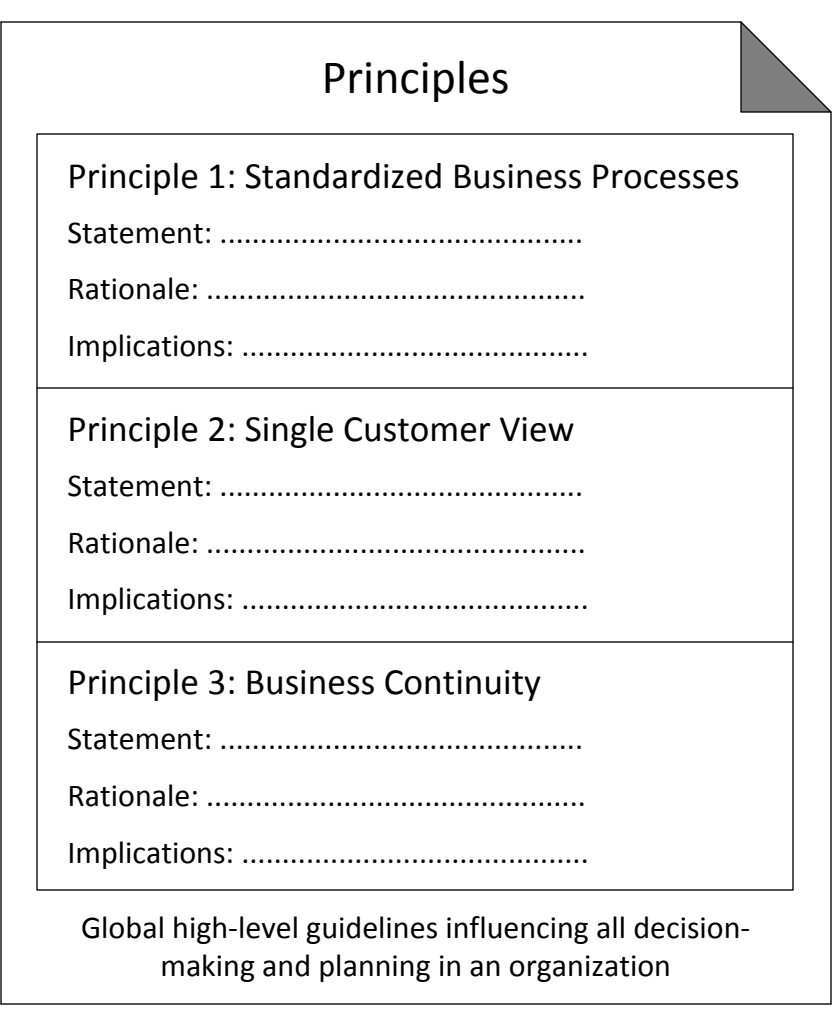 Principles
Principle 1: Standardized Business Processes
Statement: .............................................
Rationale: ...............................................
Implications: ...........................................
Principle 2: Single Customer View
Statement: .............................................
Rationale: ...............................................
Implications: ...........................................
Principle 3: Business Continuity
Statement: .............................................
Rationale: ...............................................
Implications: ...........................................
Global high-level guidelines influencing all decision-
making and planning in an organization